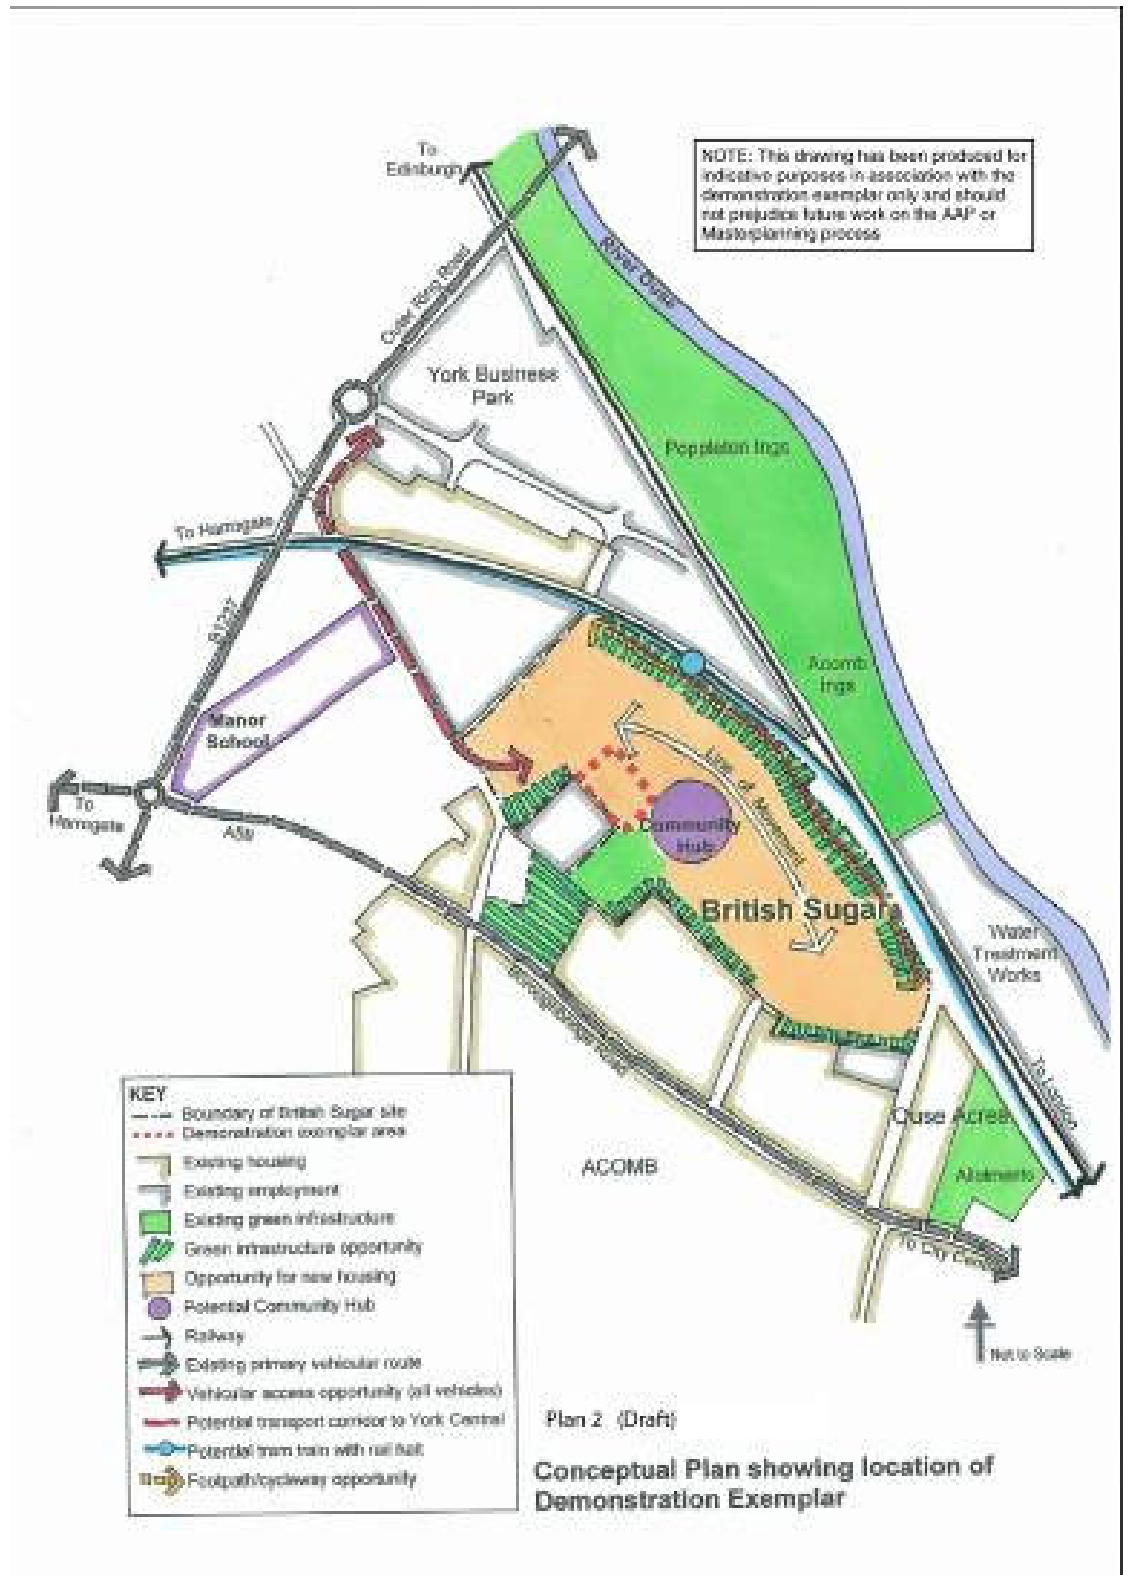 To
Edinburgh
NOTE: This drawing has been produced for
indicative purposes in association with the
demonstration exemplar only and should
not prejudice future work on the AAP or
Masterplanning process
River Ouse
Outer Ring Road
York Business
Park
Poppleton Ings
To Harrogate
B1237
Acomb
Ings
Manor
School
To
Harrogate
A59
Line of Movement
Community
Hub
British Sugar
Water
Treatment
Works
Boroughbridge Road
To London
Ouse Acres
Allotments
ACOMB
To City Centre
KEY
Boundary of British Sugar site
Demonstration exemplar area
Existing housing
Existing employment
Existing green infrastructure
Green infrastructure opportunity
Opportunity for new housing
Potential Community Hub
Railway
Existing primary vehicular route
Vehicular access opportunity (all vehicles)
Potential transport corridor to York Central
Potential tram train with rail halt
Footpath/cycleway opportunity
Not to Scale
Plan 2 (Draft)
Conceptual Plan showing location of
Demonstration Exemplar